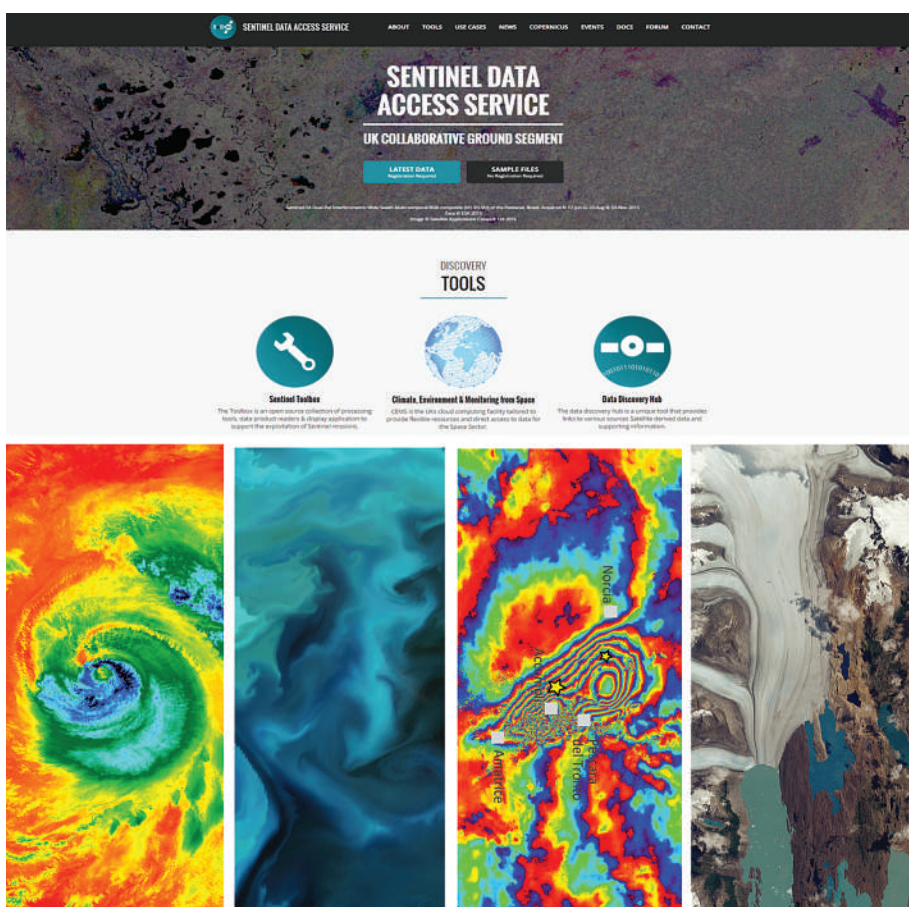 SENTINEL DATA ACCESS SERVICE
ABOUT TOOLS USE CASES NEWS COPERNICUS EVENTS DOCS FORUM CONTACT
SENTINEL DATA
ACCESS SERVICE
UK COLLABORATIVE GROUND SEGMENT
LATEST DATA
Registration Required
SAMPLE FILES
No Registration Required
DISCOVERY
TOOLS
Sentinel Toolbox
The Toolbox is an open source collection of processing
tools, data product readers & display application to
support the exploitation of Sentinel missions.
Climate, Environment & Monitoring from Space
CEMS is the UKs cloud computing facility tailored to
provide flexible resources and direct access to data for
the Space Sector.
Data Discovery Hub
1001011101010110
The data discovery hub is a unique tool that provides
links to various sources Satellite derived data and
supporting information.
Norcia
del Tronto
Amatrice